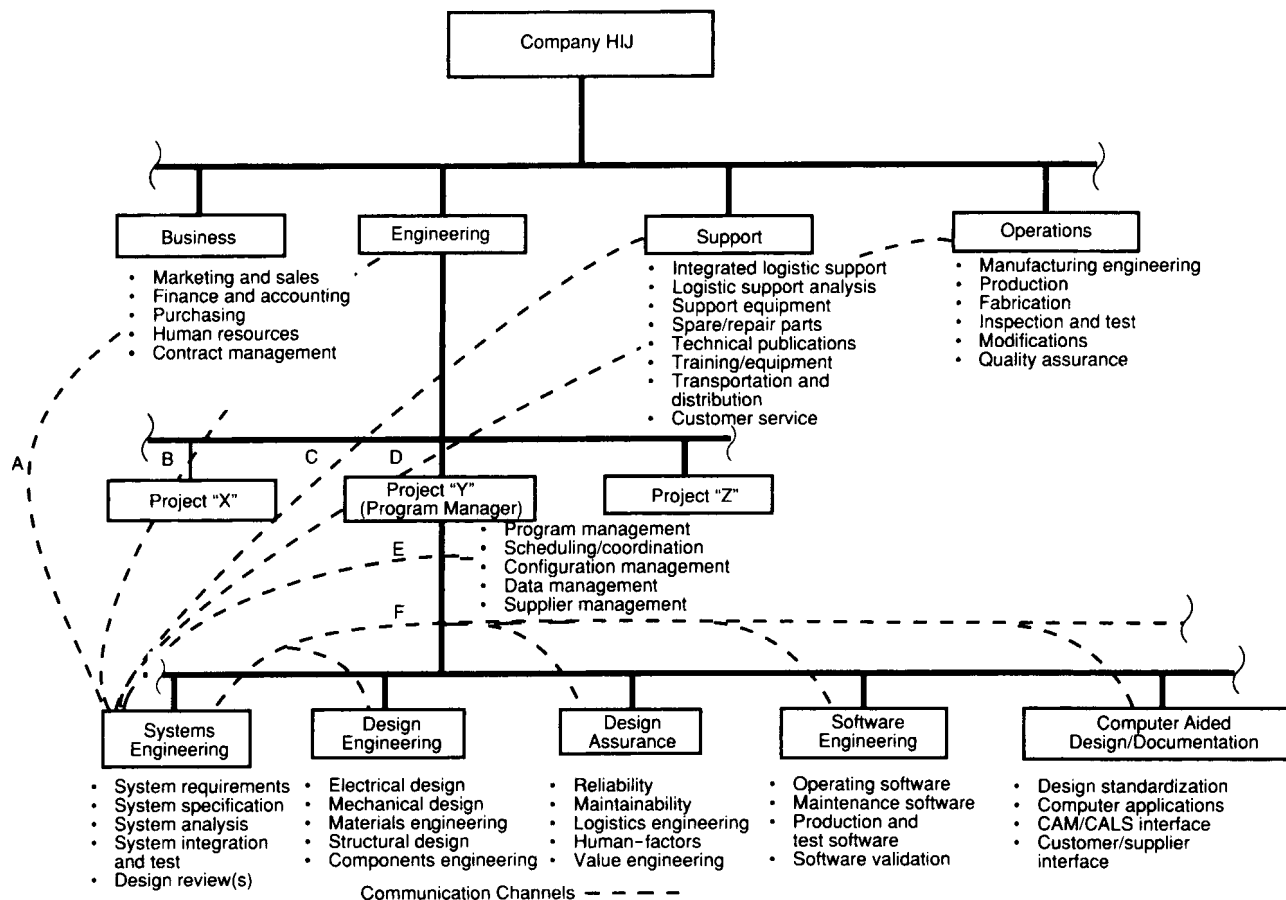 Company HIJ
Business
Engineering
Support
Operations
• Marketing and sales
• Finance and accounting
• Purchasing
• Human resources
• Contract management
• Integrated logistic support
• Logistic support analysis
• Support equipment
• Spare/repair parts
• Technical publications
• Training/equipment
• Transportation and
distribution
• Customer service
• Manufacturing engineering
• Production
• Fabrication
• Inspection and test
• Modifications
• Quality assurance
A
B
C
D
Project “X”
Project “Y”
(Program Manager)
Project “Z”
• Program management
• Scheduling/coordination
• Configuration management
• Data management
• Supplier management
E
F
Systems
Engineering
Design
Engineering
Design
Assurance
Software
Engineering
Computer Aided
Design/Documentation
• System requirements
• System specification
• System analysis
• System integration
and test
• Design review(s)
• Electrical design
• Mechanical design
• Materials engineering
• Structural design
• Components engineering
• Reliability
• Maintainability
• Logistics engineering
• Human-factors
• Value engineering
• Operating software
• Maintenance software
• Production and
test software
• Software validation
• Design standardization
• Computer applications
• CAM/CALS interface
• Customer/supplier
interface
Communication Channels